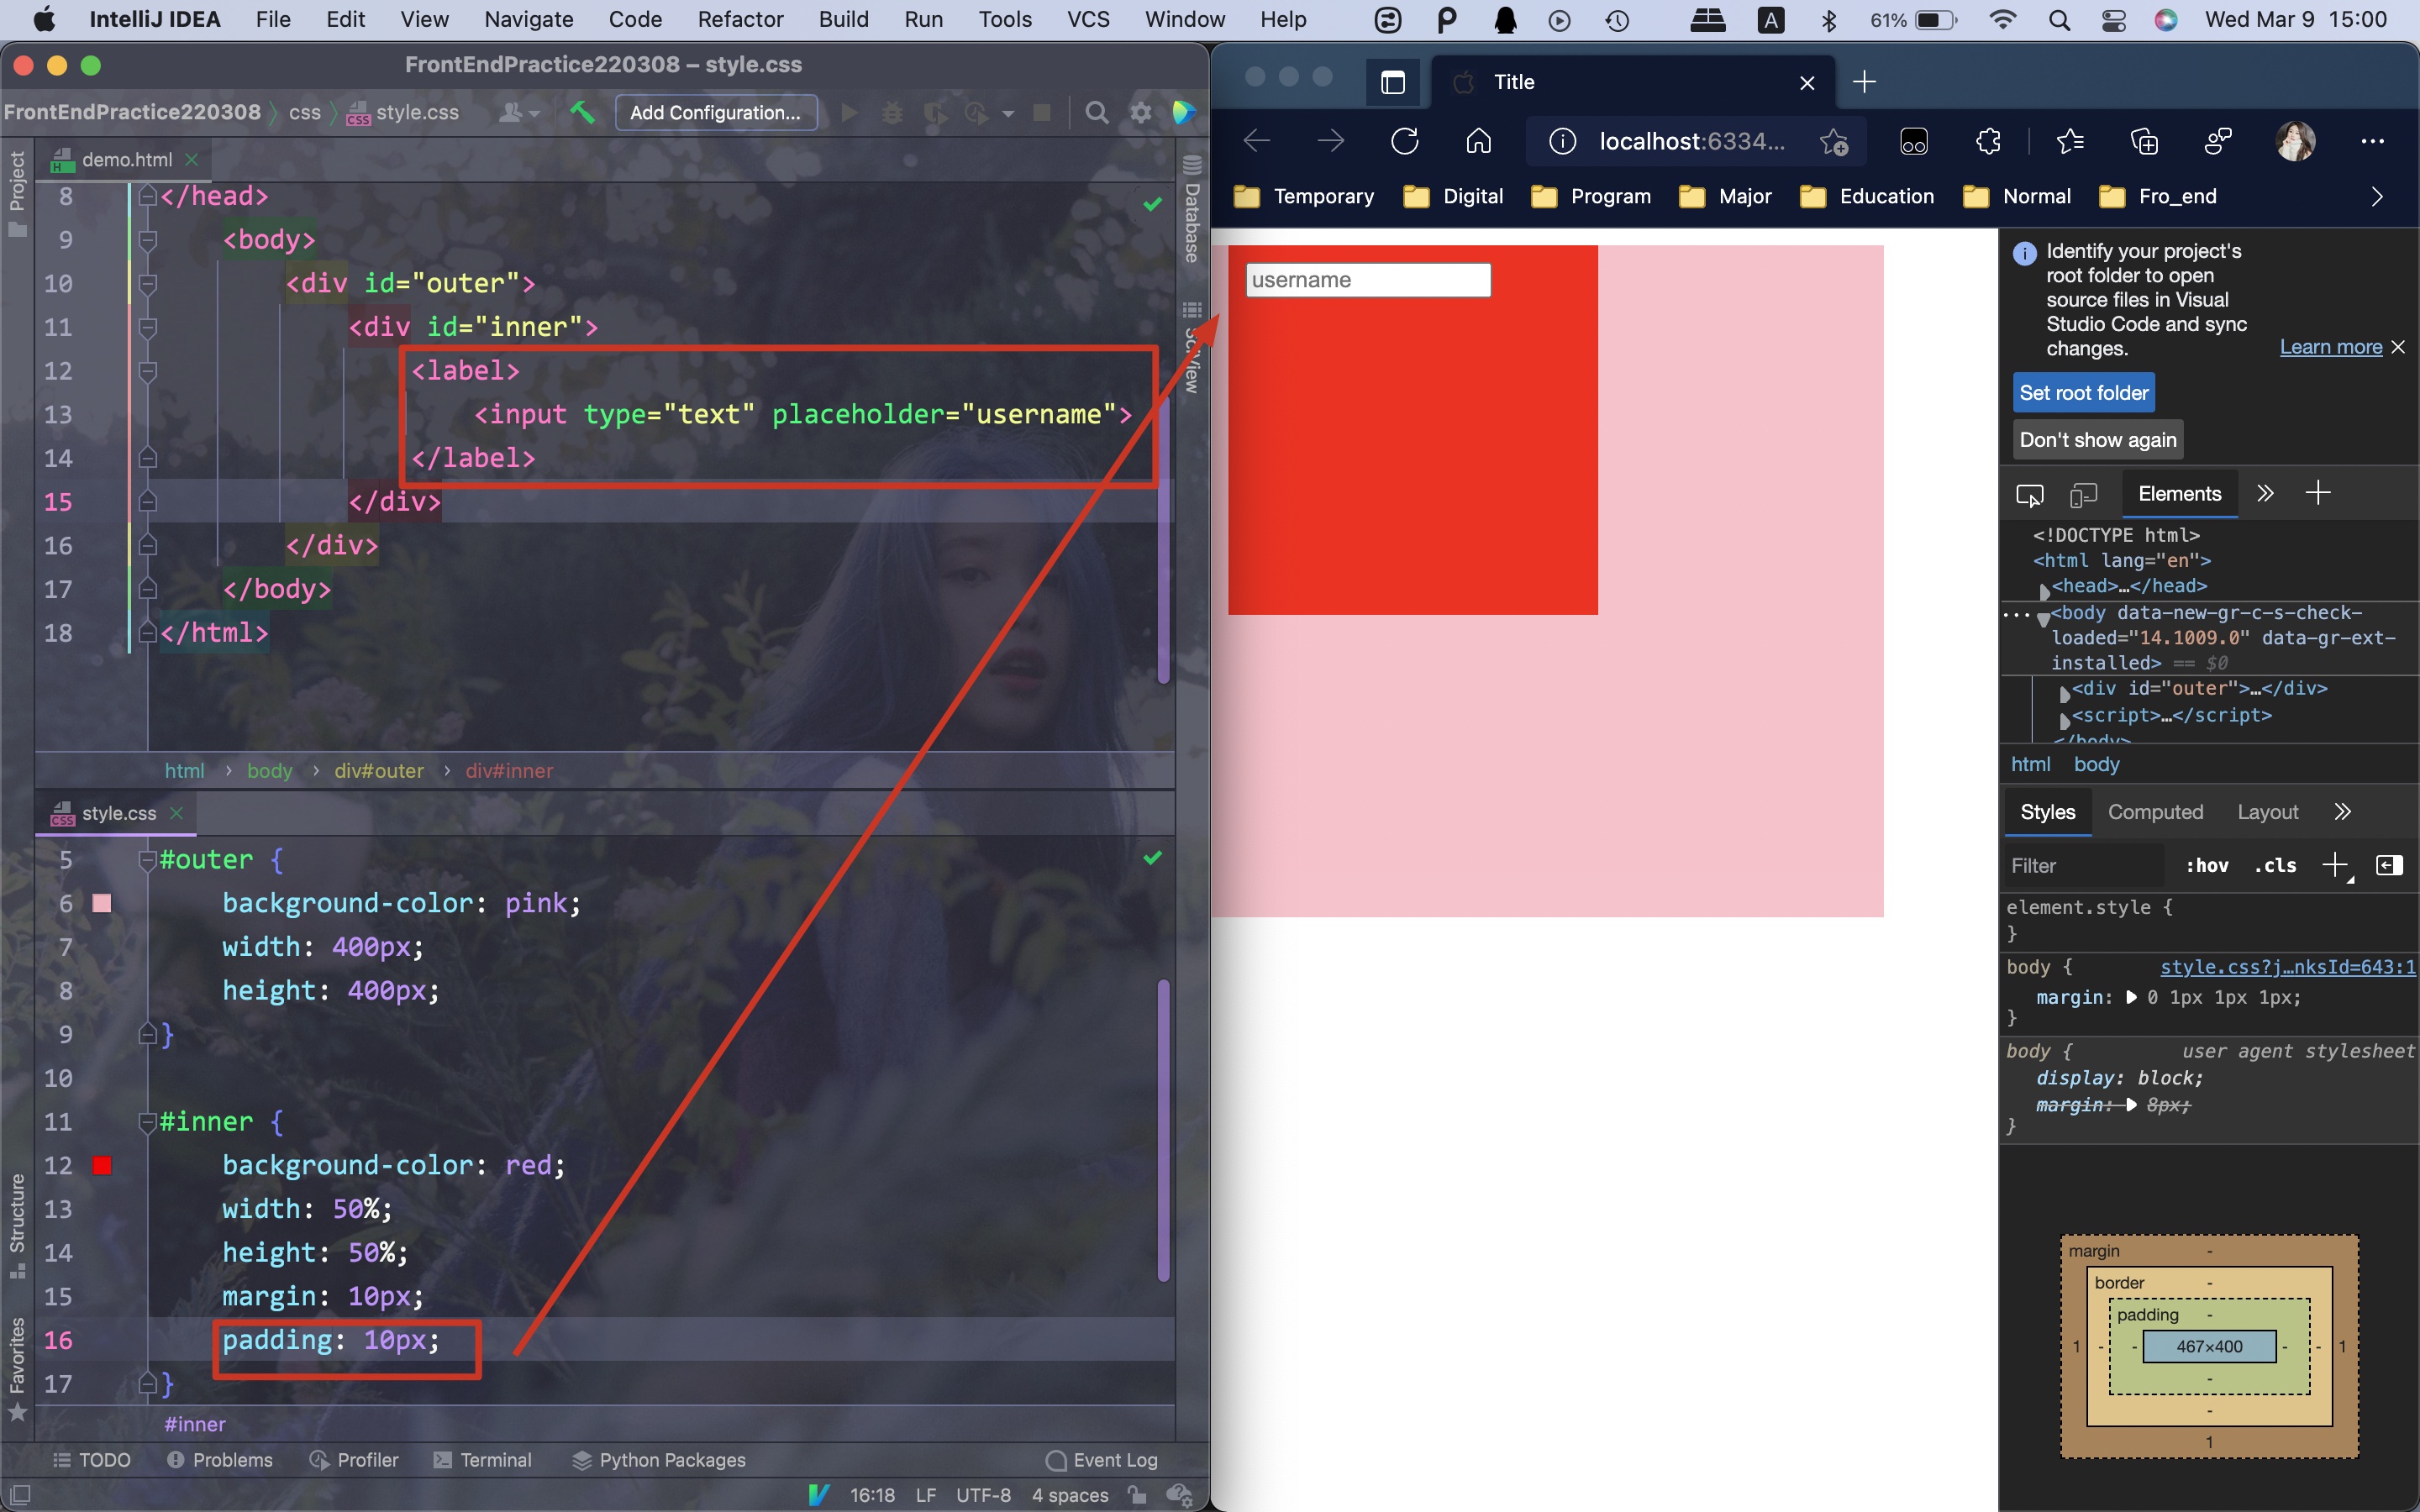 IntelliJ IDEA File Edit View Navigate Code Refactor Build Run Tools VCS Window Help A 61% Wed Mar 9 15:00
FrontEndPractice220308 – style.css
FrontEndPractice220308 css style.css Add Configuration...
Project
demo.html
8 </head>
9 <body>
10 <div id="outer">
11 <div id="inner">
12 <label>
13 <input type="text" placeholder="username">
14 </label>
15 </div>
16 </div>
17 </body>
18 </html>
Database
SciView
html › body › div#outer › div#inner
style.css
5 #outer {
6 background-color: pink;
7 width: 400px;
8 height: 400px;
9 }
10
11 #inner {
12 background-color: red;
13 width: 50%;
14 height: 50%;
15 margin: 10px;
16 padding: 10px;
17 }
Structure
Favorites
#inner
TODO Problems Profiler Terminal Python Packages Event Log
16:18 LF UTF-8 4 spaces
Title
localhost:6334...
Temporary Digital Program Major Education Normal Fro_end
username
Identify your project's
root folder to open
source files in Visual
Studio Code and sync
changes.
Learn more
Set root folder
Don't show again
Elements
<!DOCTYPE html>
<html lang="en">
<head>…</head>
<body data-new-gr-c-s-check-
loaded="14.1009.0" data-gr-ext-
installed> == $0
<div id="outer">…</div>
<script>…</script>
</body>
html body
Styles Computed Layout
Filter :hov .cls
element.style {
}
body { style.css?j…nksId=643:1
margin: 0 1px 1px 1px;
}
body { user agent stylesheet
display: block;
margin: 8px;
}
margin -
border -
padding -
1 - - 467×400 - - 1
-
-
1